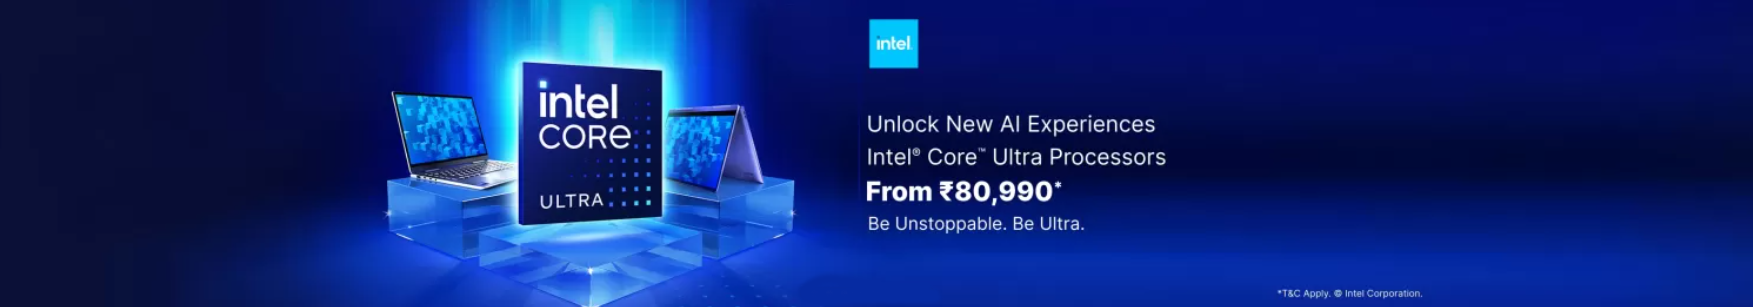 intel
CORE
ULTRA
intel.
Unlock New AI Experiences
Intel® Core™ Ultra Processors
From ₹80,990*
Be Unstoppable. Be Ultra.
*T&C Apply. © Intel Corporation.